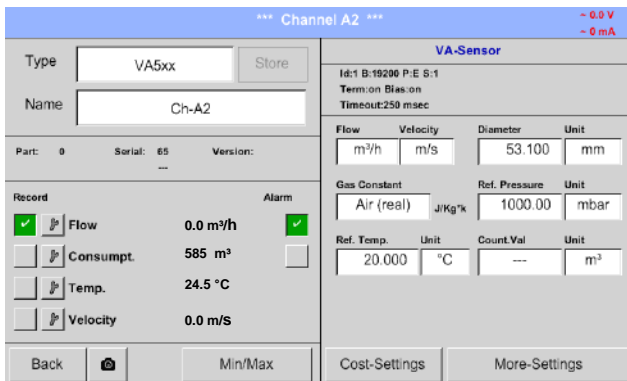 *** Channel A2 ***
~ 0.0 V
~ 0 mA
Type
VA5xx
Store
Name
Ch-A2
Part: 0 Serial: 65 Version:
---
Record
Alarm
Flow 0.0 m³/h
Consumpt. 585 m³
Temp. 24.5 °C
Velocity 0.0 m/s
Back
Min/Max
VA-Sensor
Id:1 B:19200 P:E S:1
Term:on Bias:on
Timeout:250 msec
Flow Velocity Diameter Unit
m³/h m/s 53.100 mm
Gas Constant Ref. Pressure Unit
Air (real) J/Kg*k 1000.00 mbar
Ref. Temp. Unit Count.Val Unit
20.000 °C --- m³
Cost-Settings
More-Settings